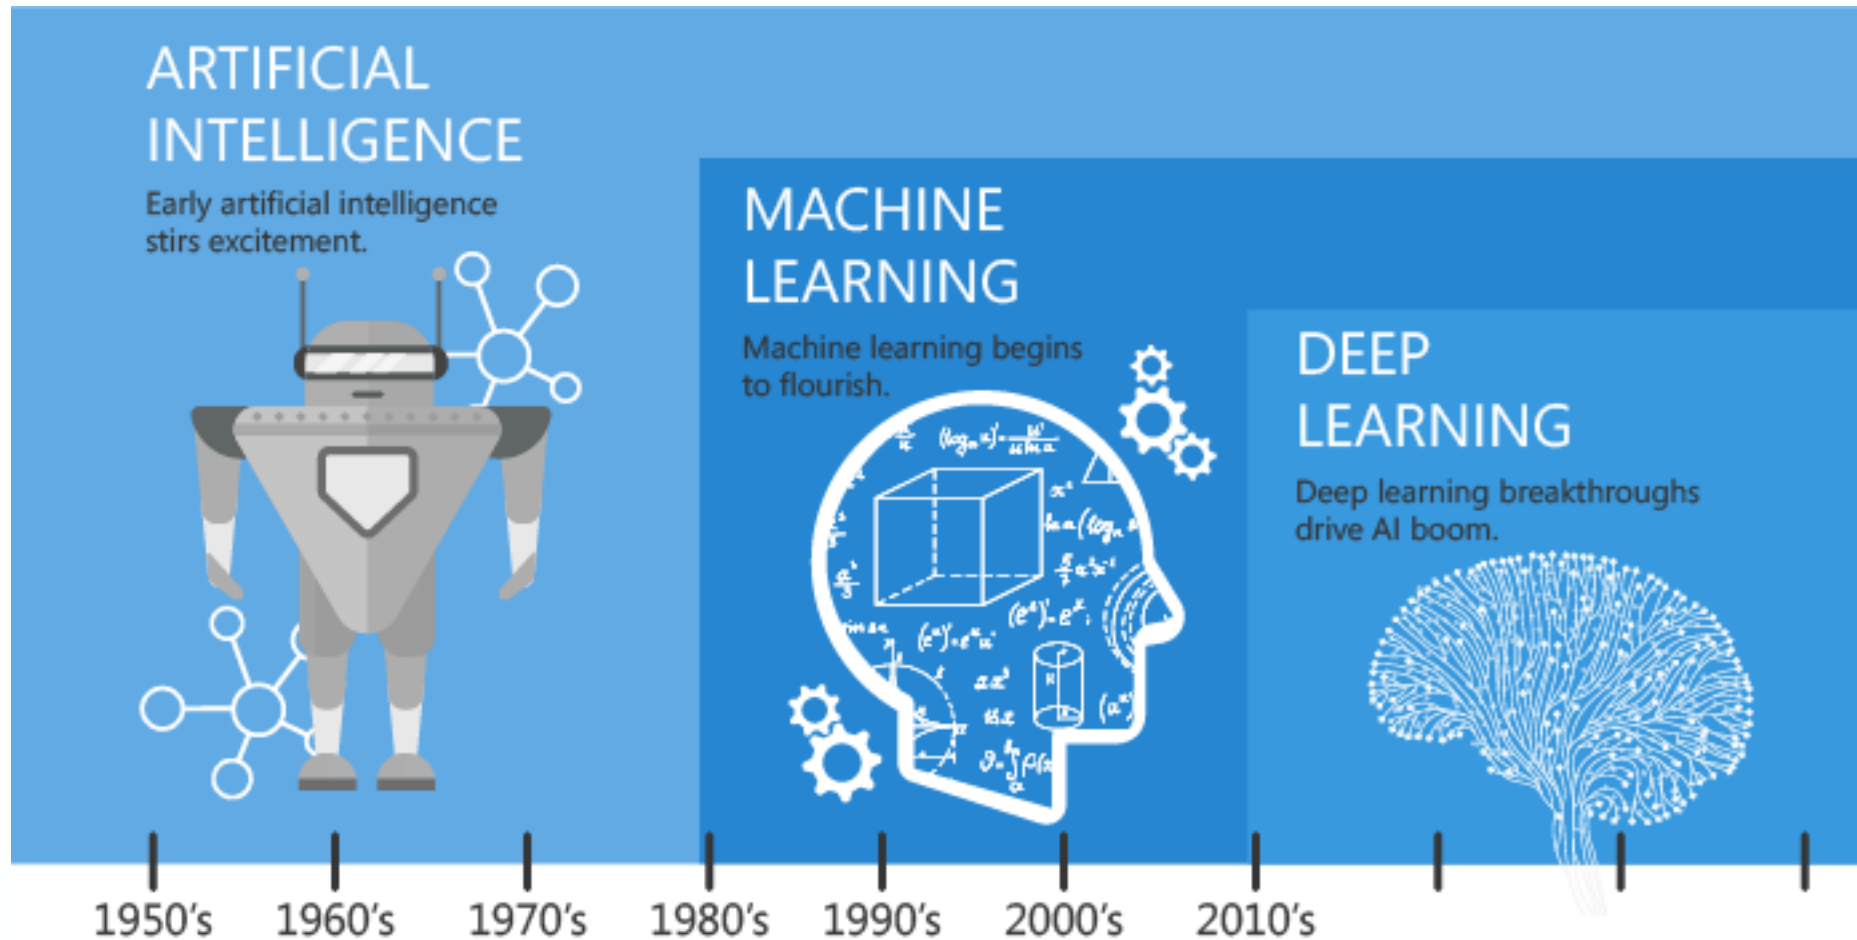 ARTIFICIAL
INTELLIGENCE
Early artificial intelligence
stirs excitement.
MACHINE
LEARNING
Machine learning begins
to flourish.
DEEP
LEARNING
Deep learning breakthroughs
drive AI boom.
1950's 1960's 1970's 1980's 1990's 2000's 2010's